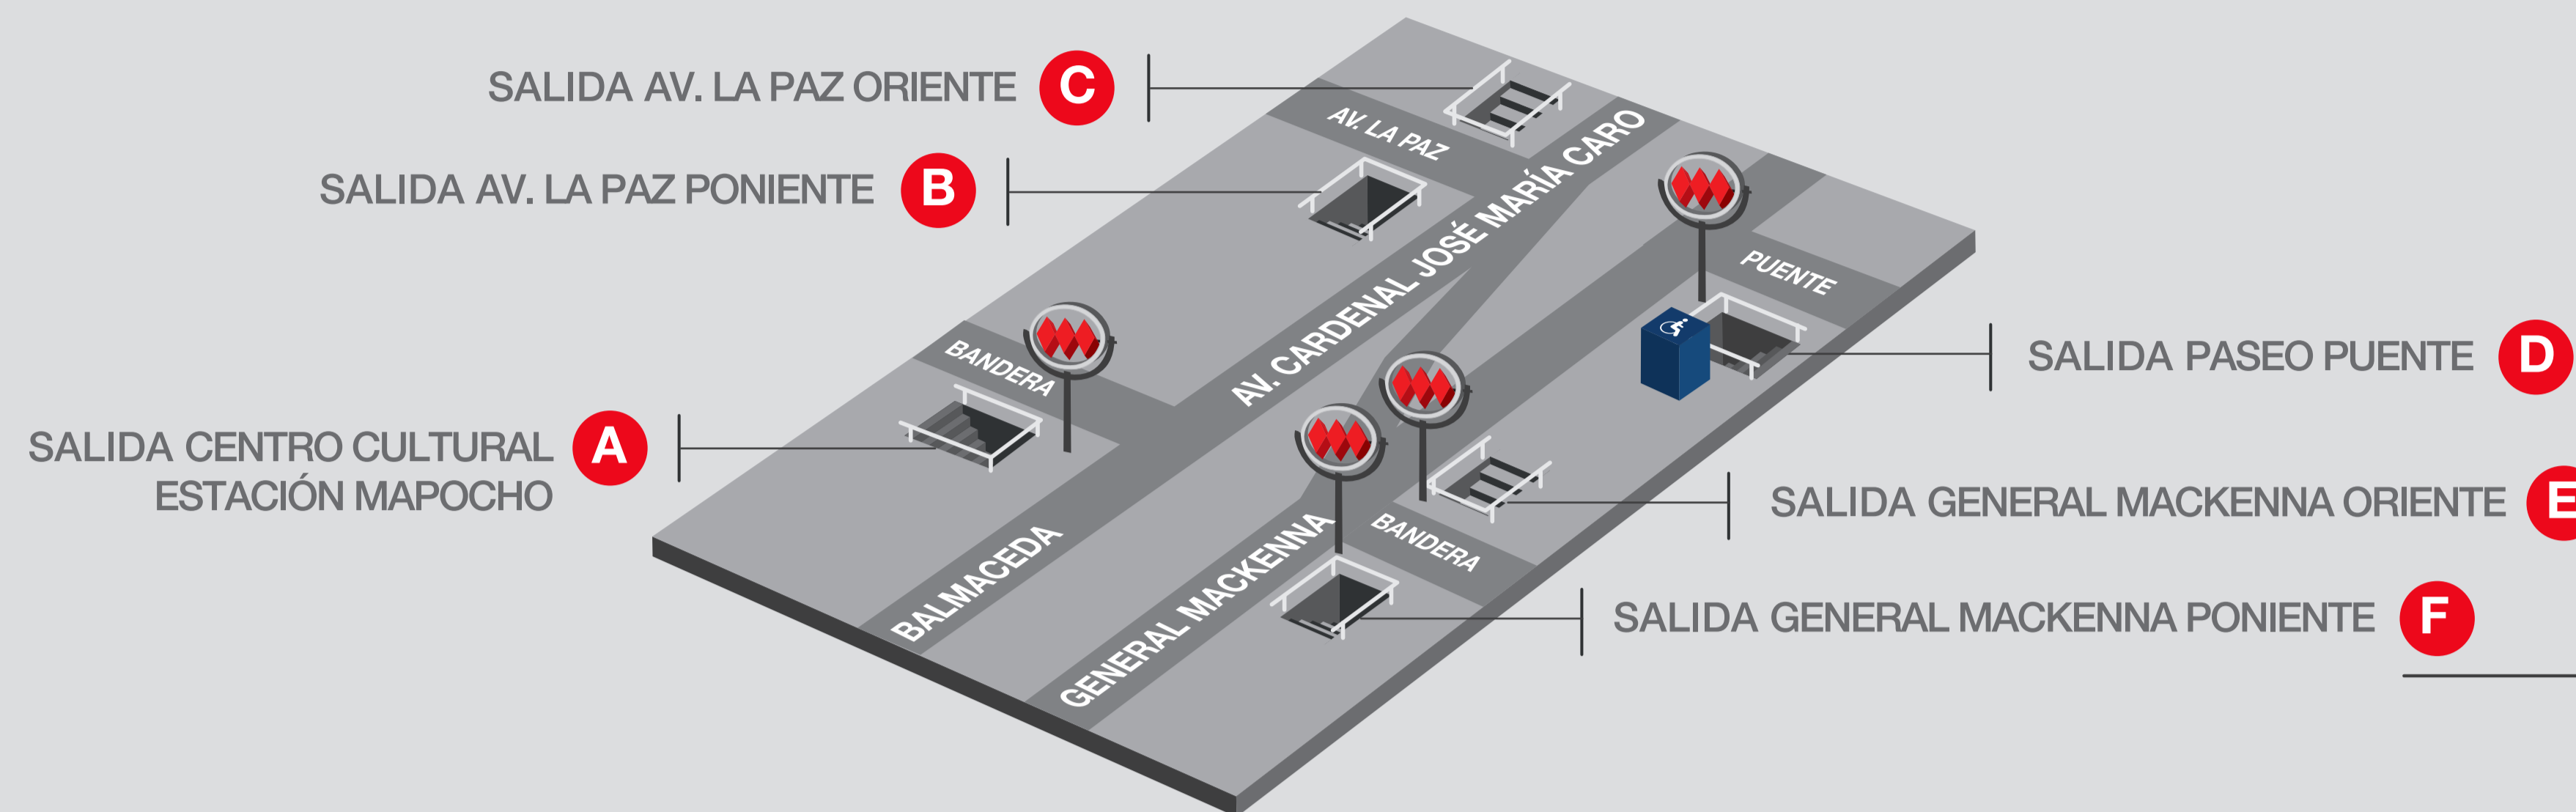 SALIDA AV. LA PAZ ORIENTE C
SALIDA AV. LA PAZ PONIENTE B
SALIDA CENTRO CULTURAL
ESTACIÓN MAPOCHO
A
AV. LA PAZ
AV. CARDENAL JOSÉ MARÍA CARO
PUENTE
BANDERA
BALMACEDA
GENERAL MACKENNA
BANDERA
SALIDA PASEO PUENTE D
SALIDA GENERAL MACKENNA ORIENTE E
SALIDA GENERAL MACKENNA PONIENTE F